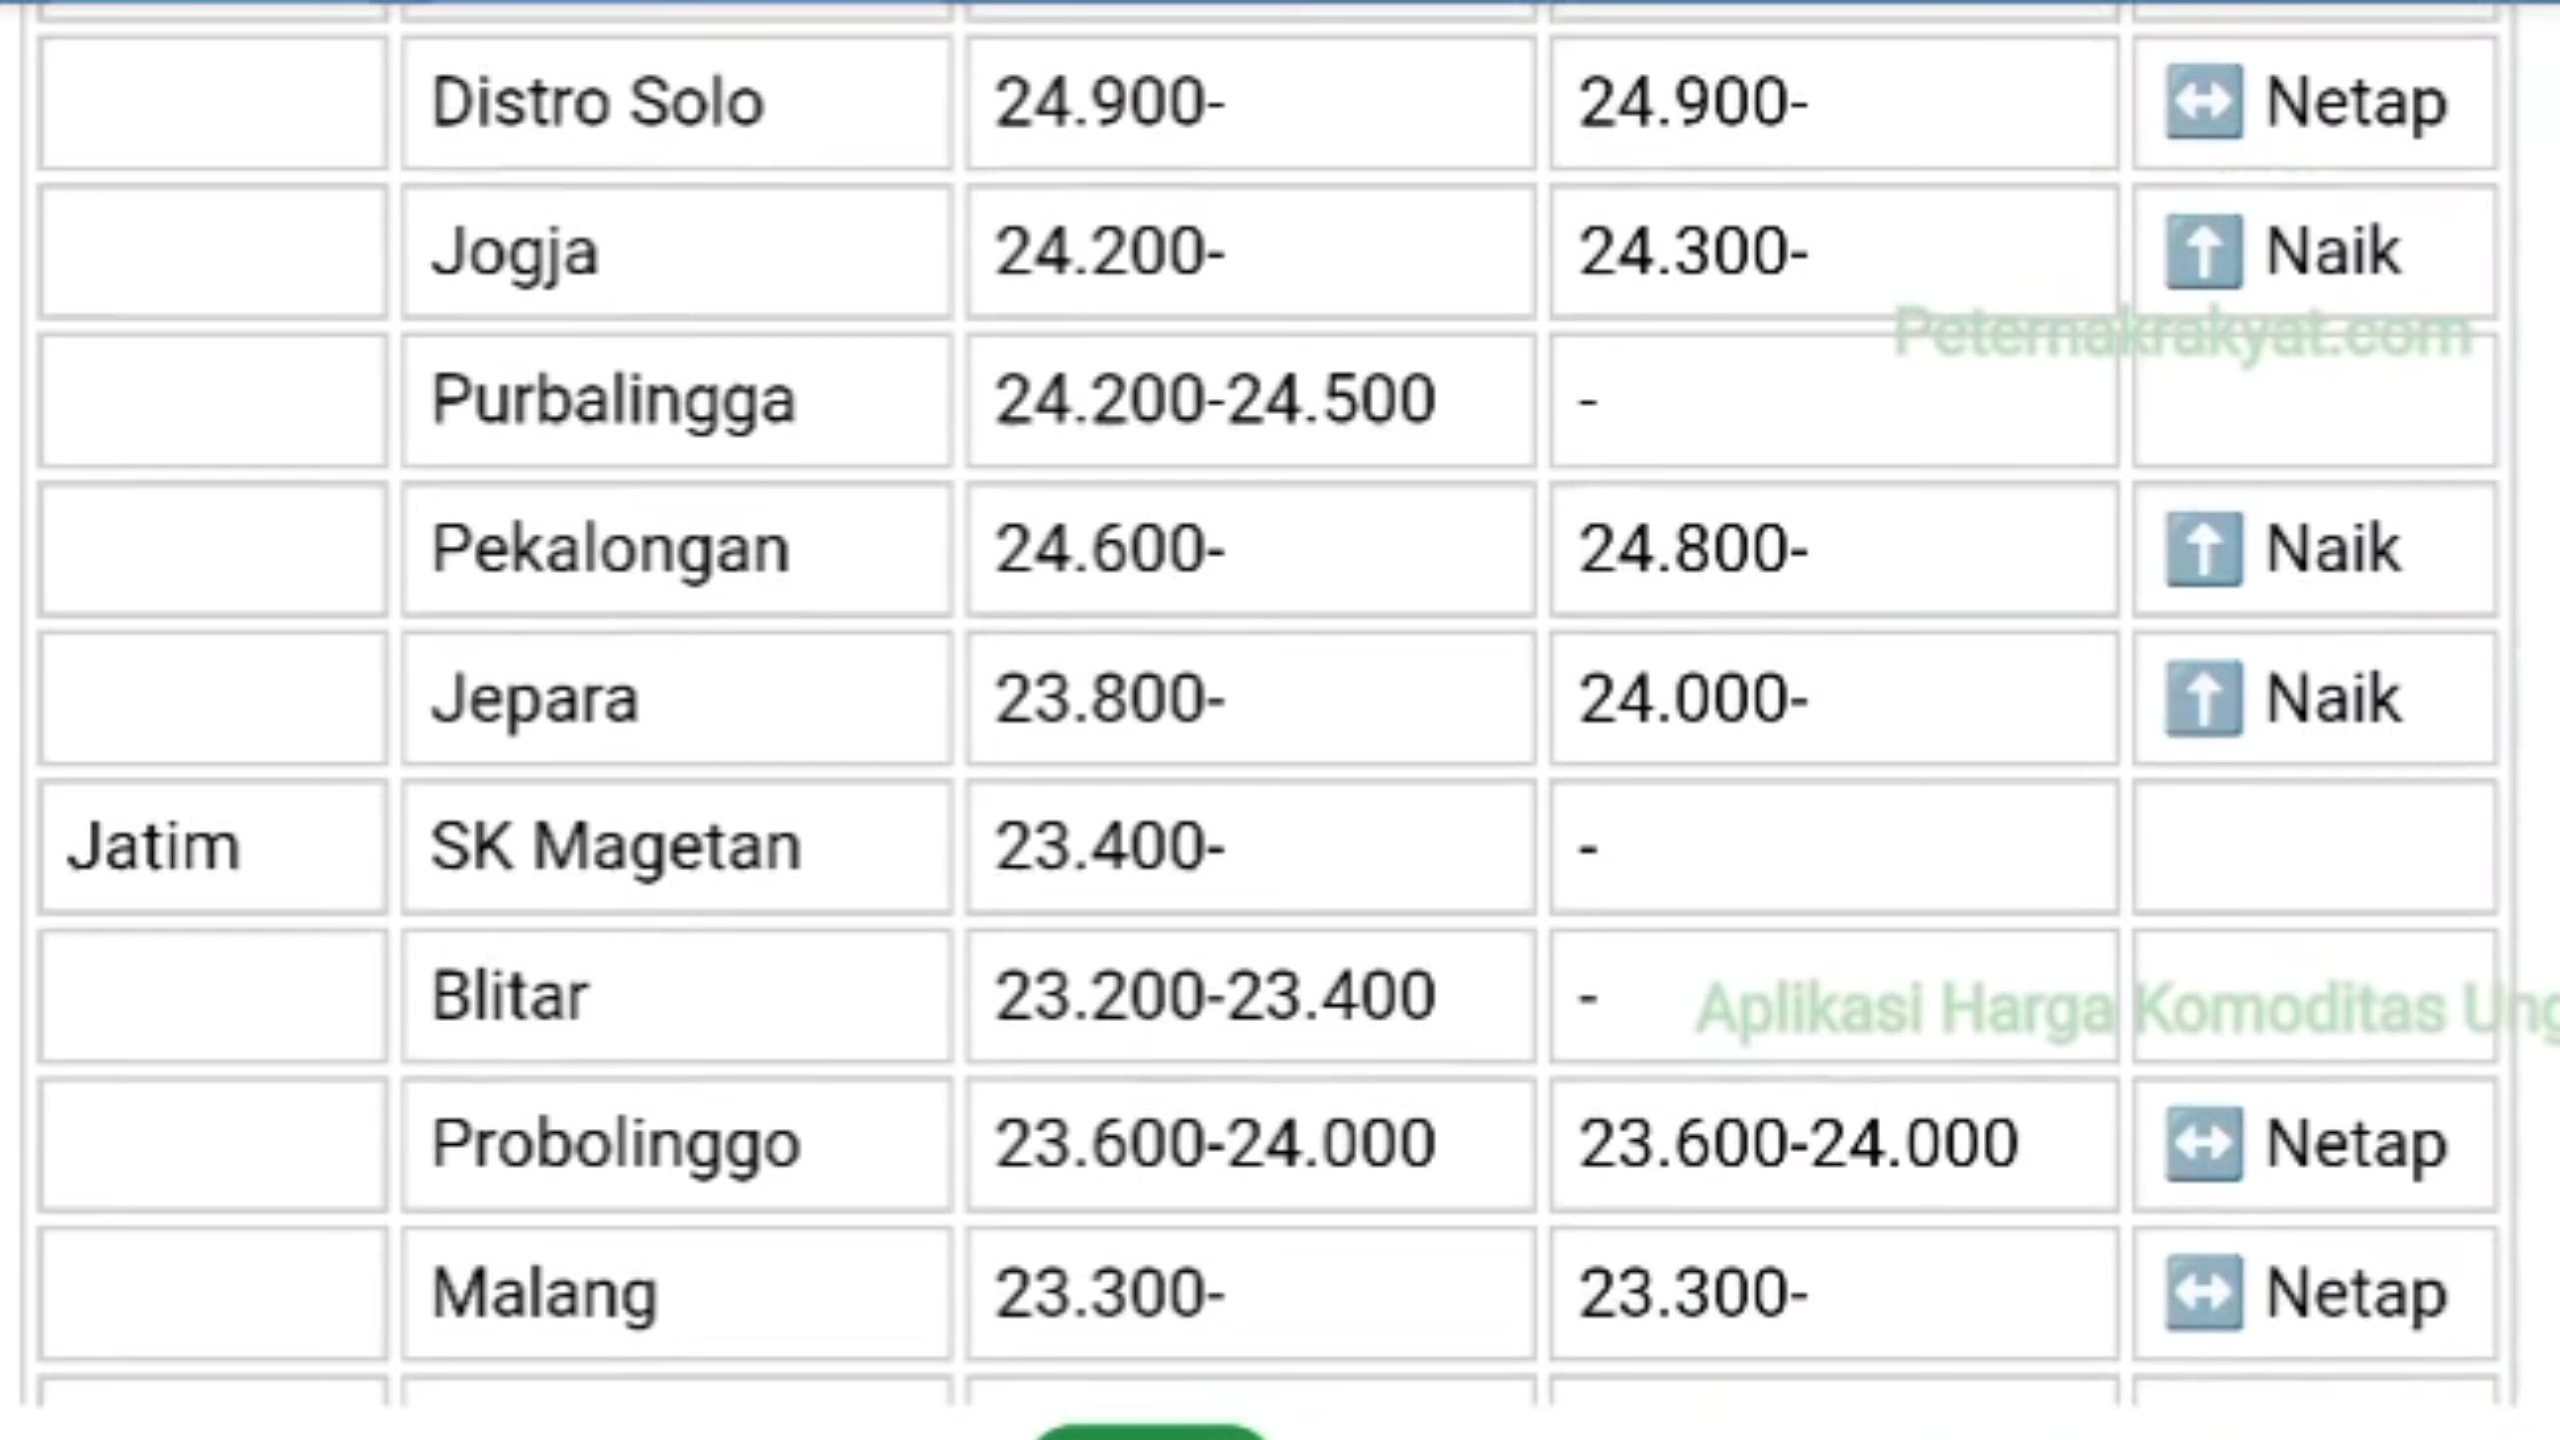 Distro Solo 24.900- 24.900- ↔️ Netap
Jogja 24.200- 24.300- ⬆️ Naik
Peternakrakyat.com
Purbalingga 24.200-24.500 -
Pekalongan 24.600- 24.800- ⬆️ Naik
Jepara 23.800- 24.000- ⬆️ Naik
Jatim SK Magetan 23.400- -
Blitar 23.200-23.400 -
Aplikasi Harga Komoditas
Probolinggo 23.600-24.000 23.600-24.000 ↔️ Netap
Malang 23.300- 23.300- ↔️ Netap